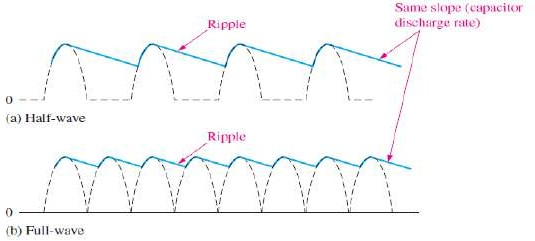 Same slope (capacitor
discharge rate)
Ripple
0
(a) Half-wave
Ripple
0
(b) Full-wave